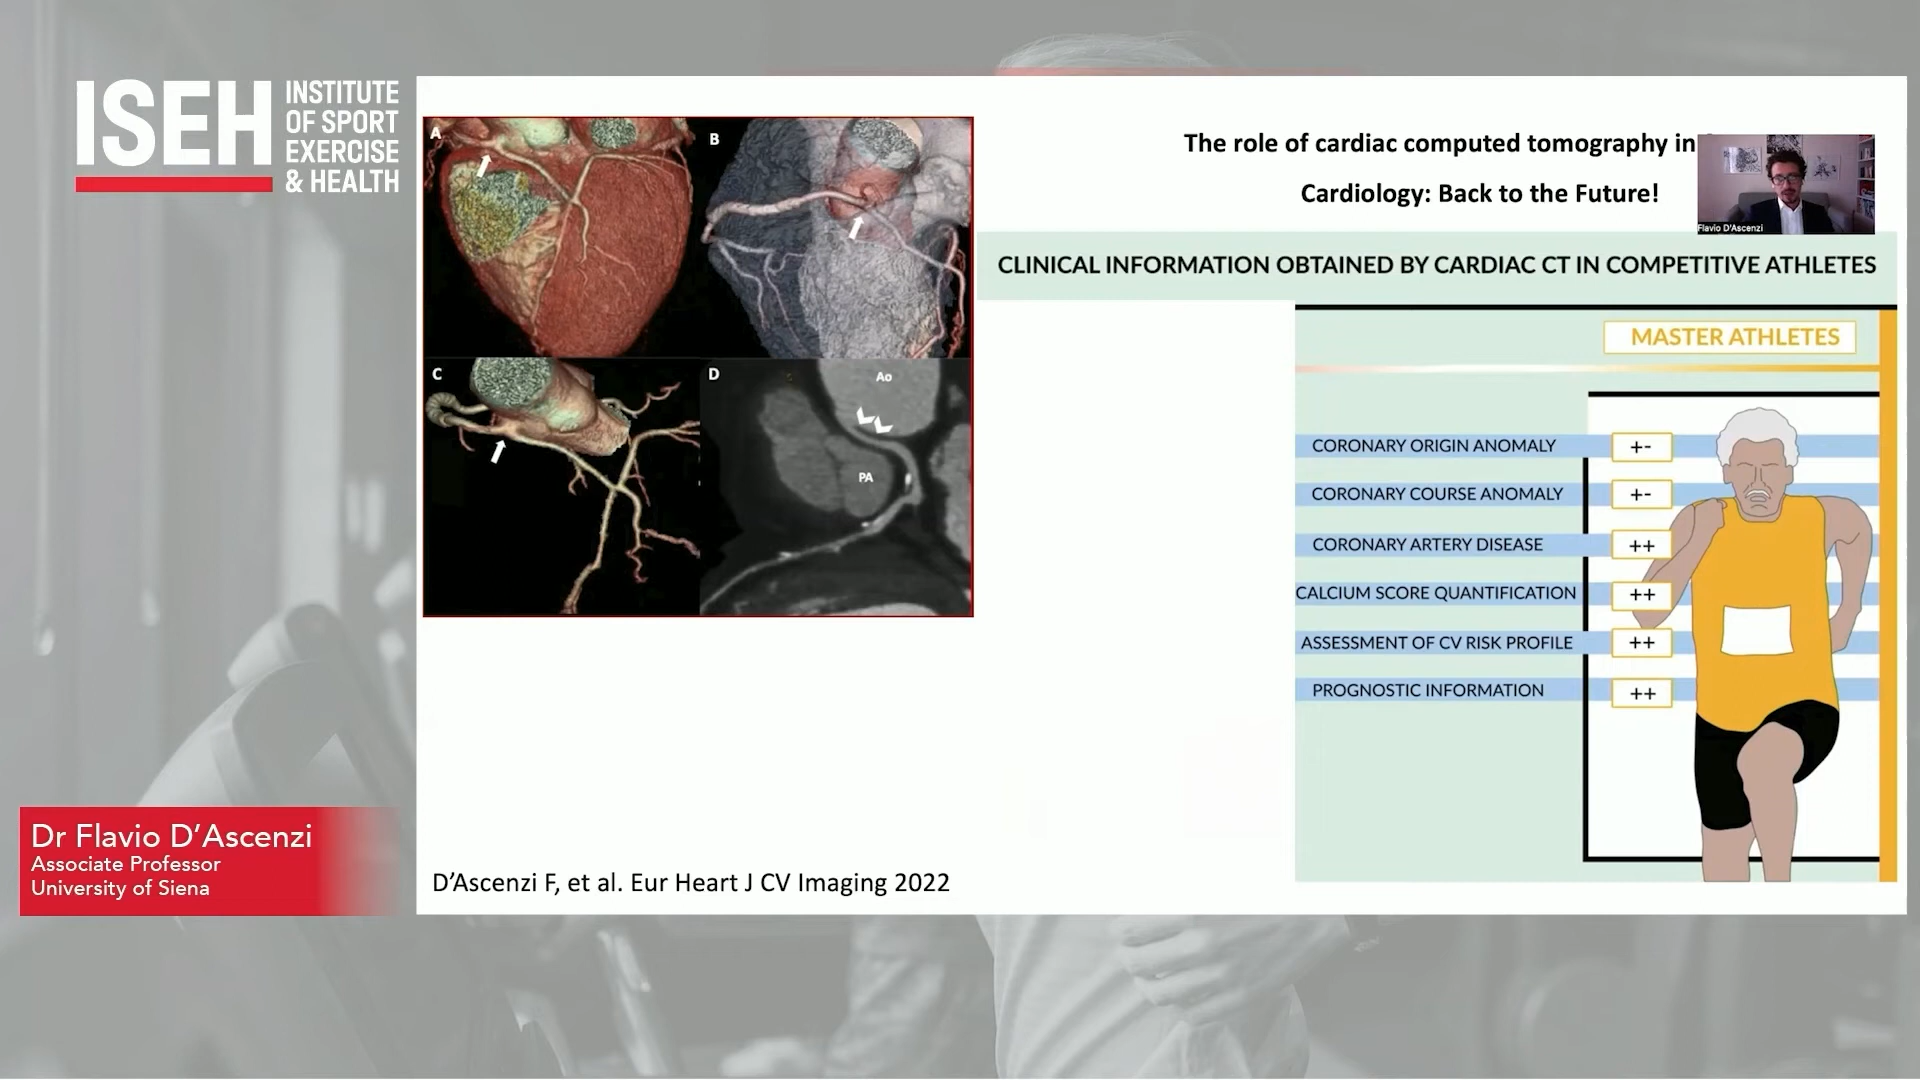 ISEH
INSTITUTE
OF SPORT
EXERCISE
& HEALTH
A
B
C
D
Ao
PA
The role of cardiac computed tomography in
Cardiology: Back to the Future!
Flavio D'Ascenzi
CLINICAL INFORMATION OBTAINED BY CARDIAC CT IN COMPETITIVE ATHLETES
MASTER ATHLETES
CORONARY ORIGIN ANOMALY +-
CORONARY COURSE ANOMALY +-
CORONARY ARTERY DISEASE ++
CALCIUM SCORE QUANTIFICATION ++
ASSESSMENT OF CV RISK PROFILE ++
PROGNOSTIC INFORMATION ++
Dr Flavio D'Ascenzi
Associate Professor
University of Siena
D'Ascenzi F, et al. Eur Heart J CV Imaging 2022